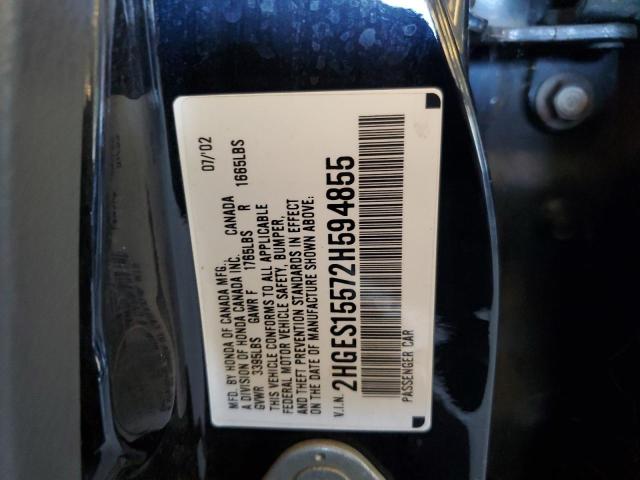 MFD. BY HONDA OF CANADA MFG. 07/'02
A DIVISION OF HONDA CANADA INC. CANADA
GVWR 3385LBS GAWR F 1765LBS R 1665LBS
THIS VEHICLE CONFORMS TO ALL APPLICABLE
FEDERAL MOTOR VEHICLE SAFETY, BUMPER,
AND THEFT PREVENTION STANDARDS IN EFFECT
ON THE DATE OF MANUFACTURE SHOWN ABOVE.
V.I.N. 2HGES15572H594855
PASSENGER CAR